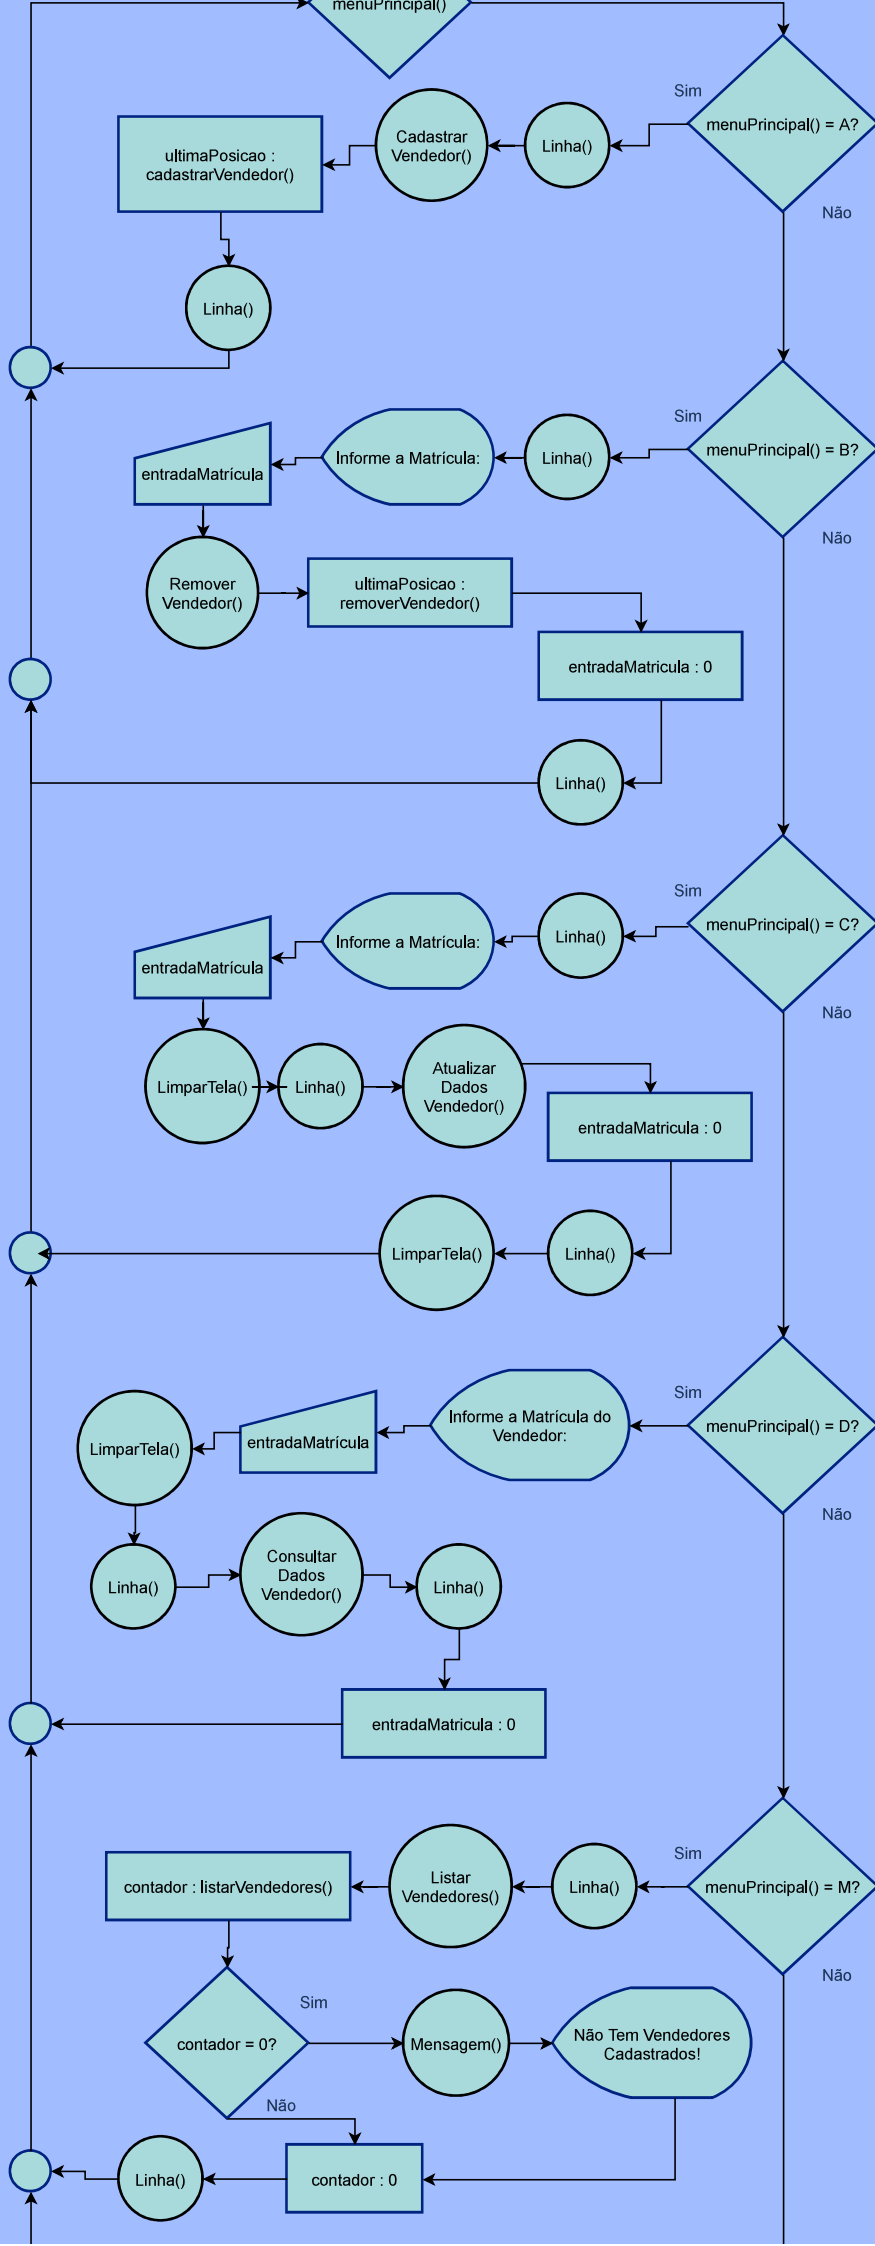 menuPrincipal()
Sim
menuPrincipal() = A?
Não
Linha()
Cadastrar
Vendedor()
ultimaPosicao :
cadastrarVendedor()
Linha()
Sim
menuPrincipal() = B?
Não
Linha()
Informe a Matrícula:
entradaMatrícula
Remover
Vendedor()
ultimaPosicao :
removerVendedor()
entradaMatricula : 0
Linha()
Sim
menuPrincipal() = C?
Não
Linha()
Informe a Matrícula:
entradaMatrícula
LimparTela()
Linha()
Atualizar
Dados
Vendedor()
entradaMatricula : 0
Linha()
LimparTela()
Sim
menuPrincipal() = D?
Não
Informe a Matrícula do
Vendedor:
entradaMatrícula
LimparTela()
Linha()
Consultar
Dados
Vendedor()
Linha()
entradaMatricula : 0
Sim
menuPrincipal() = M?
Não
Linha()
Listar
Vendedores()
contador : listarVendedores()
contador = 0?
Sim
Mensagem()
Não Tem Vendedores
Cadastrados!
Não
contador : 0
Linha()